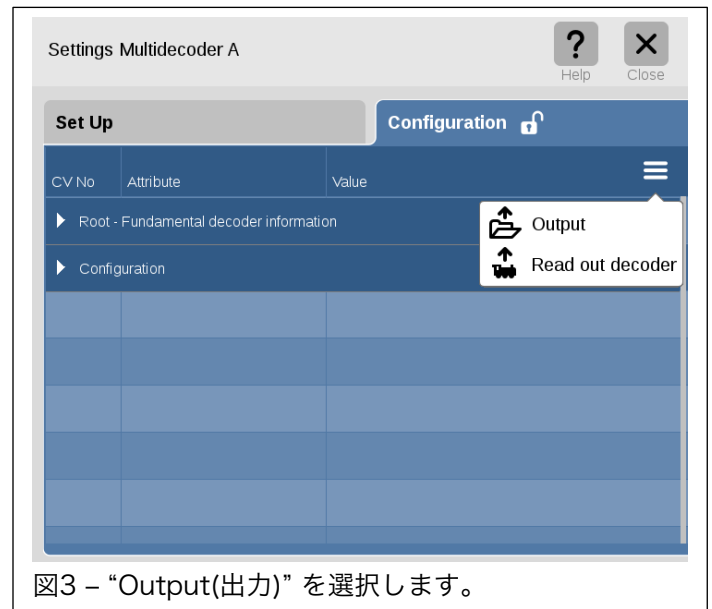 Settings Multidecoder A
?
Help
Close
Set Up
Configuration
CV No Attribute Value
Root - Fundamental decoder information
Output
Configuration
Read out decoder
図3 – “Output(出力)” を選択します。